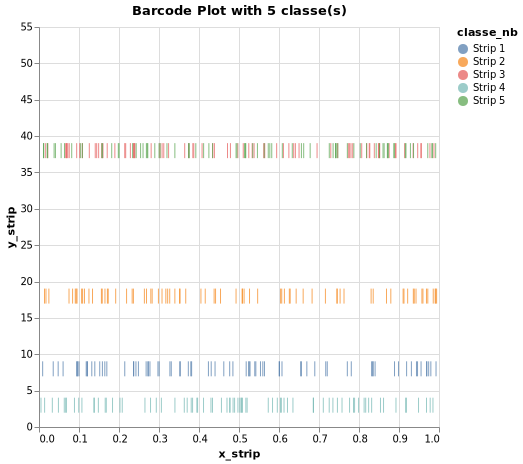 Barcode Plot with 5 classe(s)
55
50
45
40
35
30
25
20
15
10
5
0
y_strip
0.0 0.1 0.2 0.3 0.4 0.5 0.6 0.7 0.8 0.9 1.0
x_strip
classe_nb
Strip 1
Strip 2
Strip 3
Strip 4
Strip 5